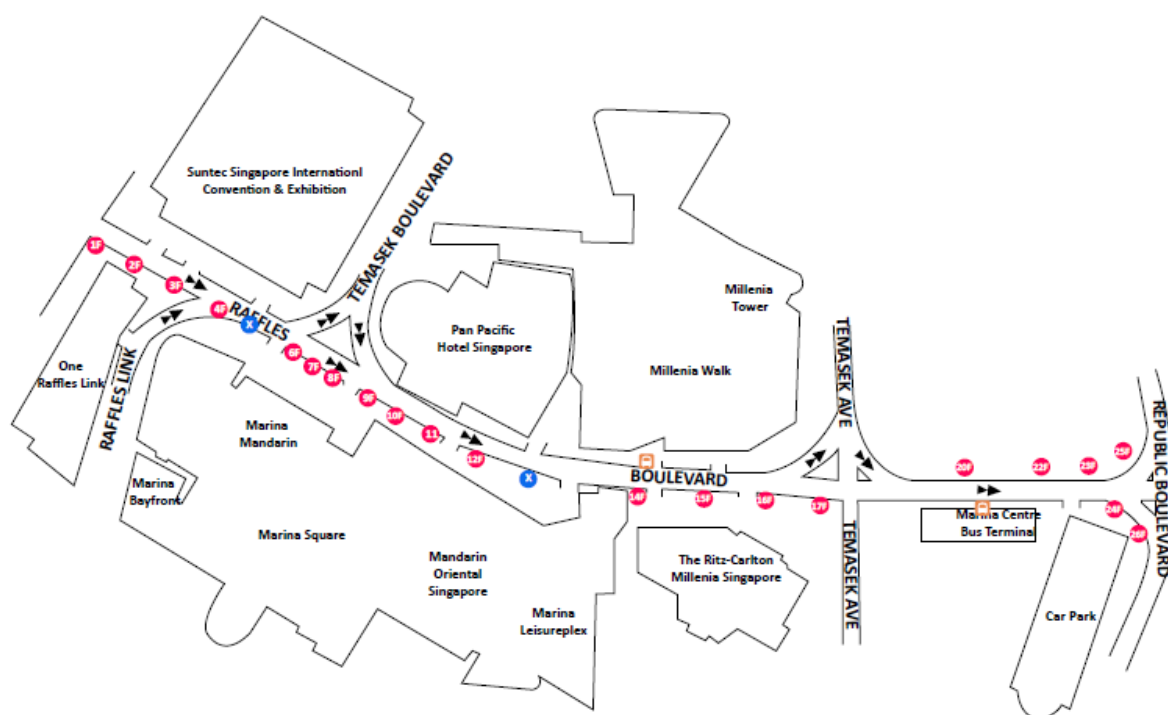 Suntec Singapore Internationl
Convention & Exhibition
TEMASEK BOULEVARD
1F
2F
3F
4F
RAFFLES
X
6F
7F
8F
9F
10F
11
12F
X
One
Raffles Link
RAFFLES LINK
Pan Pacific
Hotel Singapore
Millenia
Tower
Millenia Walk
TEMASEK AVE
Marina
Mandarin
Marina
Bayfront
Marina Square
Mandarin
Oriental
Singapore
Marina
Leisureplex
BOULEVARD
14F
15F
16F
17F
The Ritz-Carlton
Millenia Singapore
TEMASEK AVE
20F
22F
23F
25F
REPUBLIC BOULEVARD
Marina Centre
Bus Terminal
24F
26F
Car Park